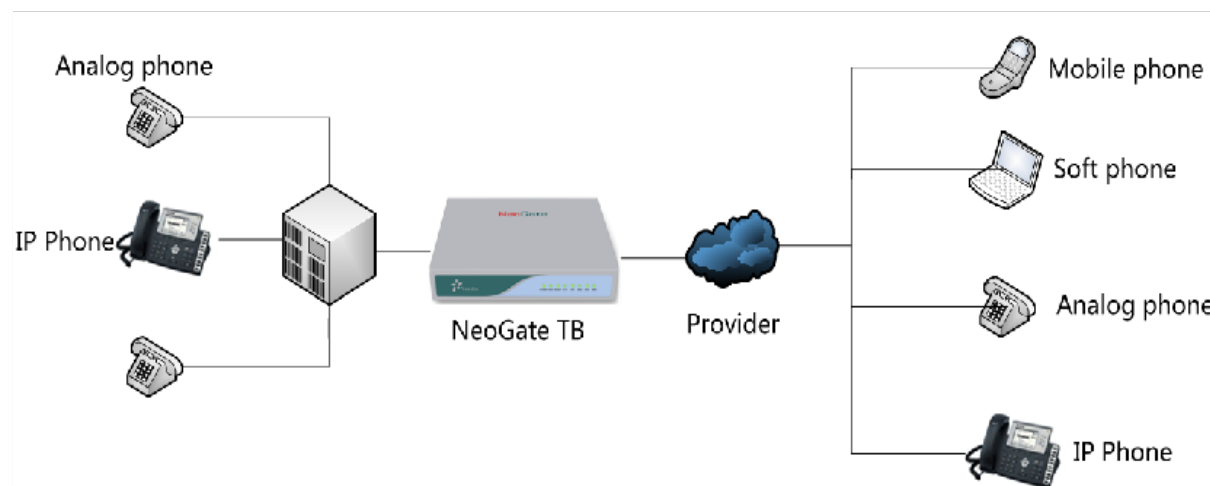 Analog phone
Mobile phone
Soft phone
IP Phone
NeoGate TB
Provider
Analog phone
IP Phone